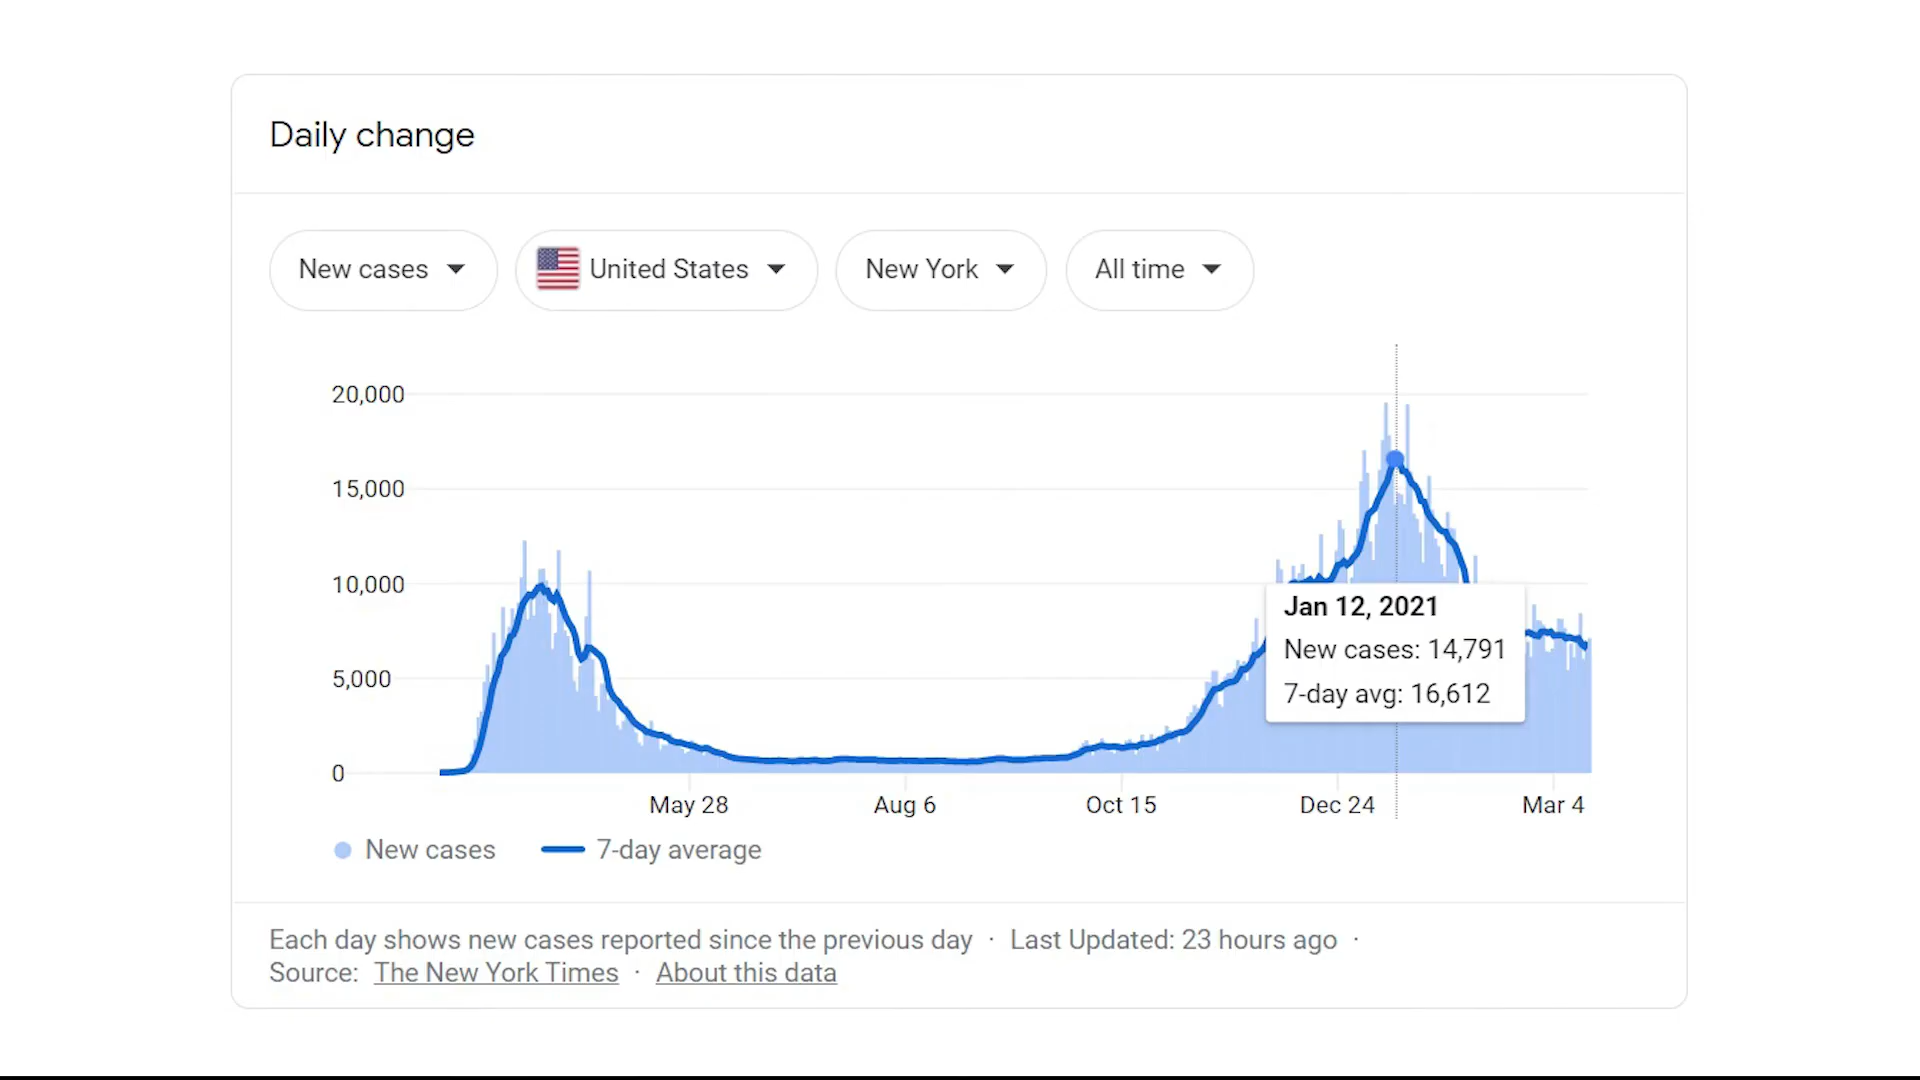 Daily change
New cases United States New York All time
20,000
15,000
10,000
5,000
0
Jan 12, 2021
New cases: 14,791
7-day avg: 16,612
May 28 Aug 6 Oct 15 Dec 24 Mar 4
New cases 7-day average
Each day shows new cases reported since the previous day · Last Updated: 23 hours ago ·
Source: The New York Times · About this data